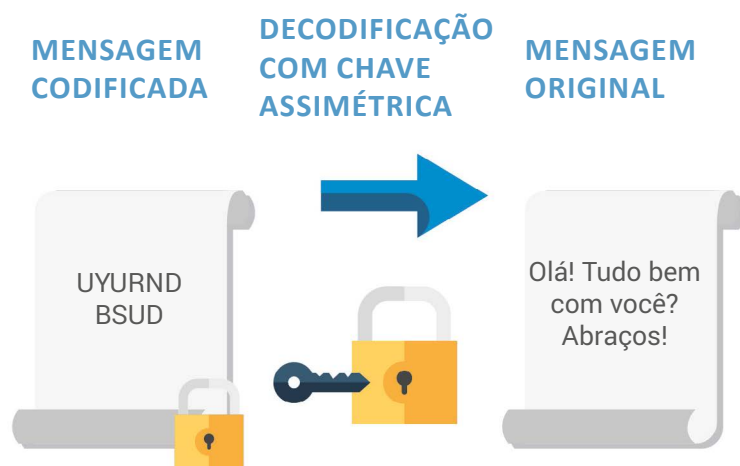 MENSAGEM
CODIFICADA
DECODIFICAÇÃO
COM CHAVE
ASSIMÉTRICA
MENSAGEM
ORIGINAL
UYURND
BSUD
Olá! Tudo bem
com você?
Abraços!